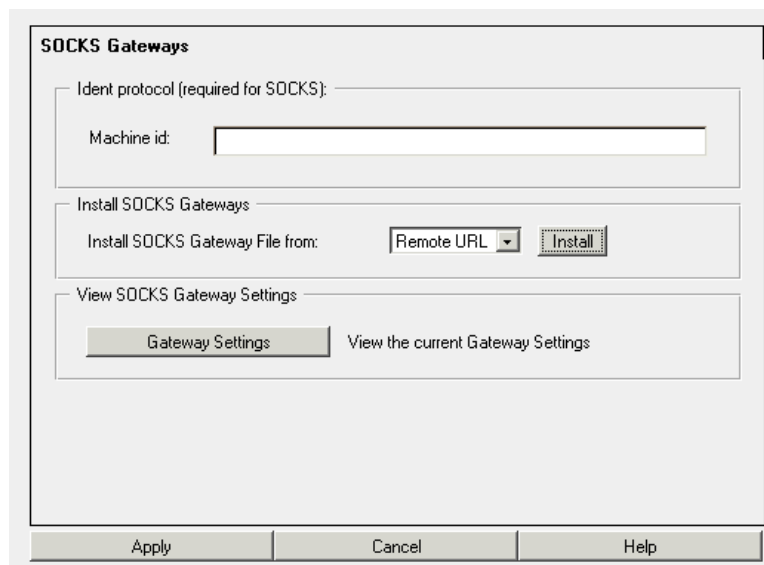 SOCKS Gateways
Ident protocol (required for SOCKS):
Machine id:
Install SOCKS Gateways
Install SOCKS Gateway File from: Remote URL Install
View SOCKS Gateway Settings
Gateway Settings View the current Gateway Settings
Apply Cancel Help